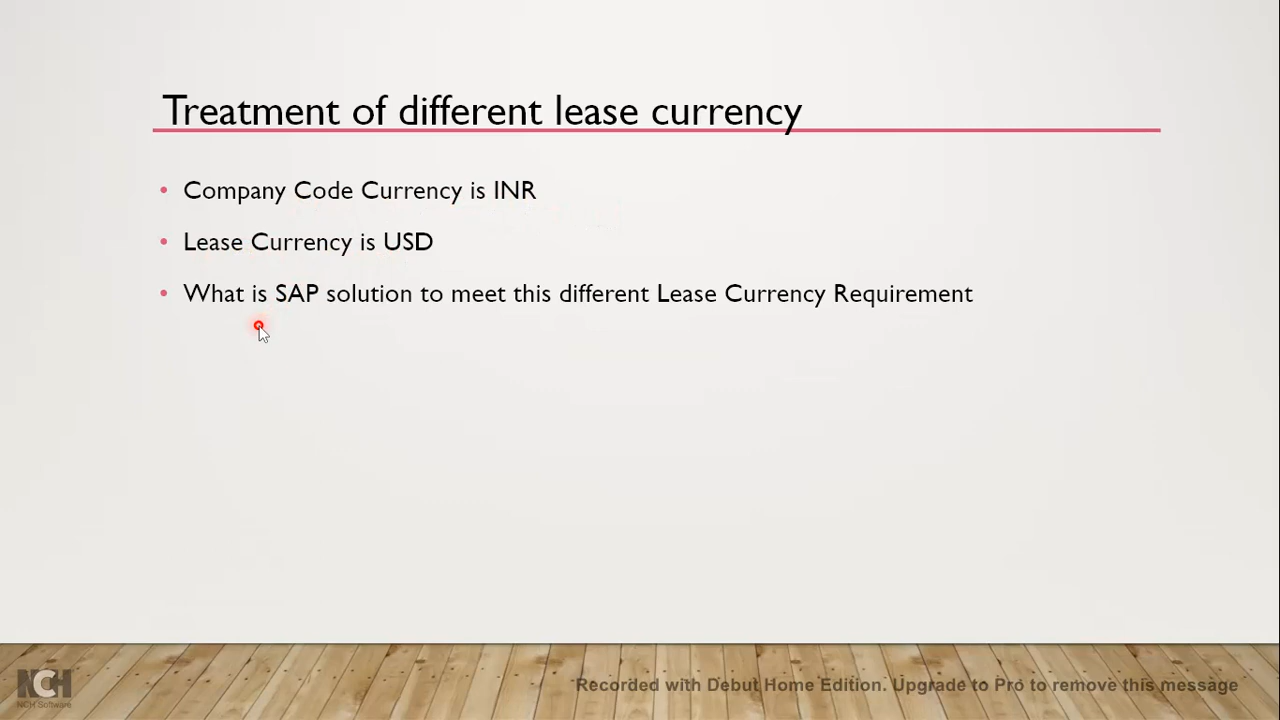 Treatment of different lease currency
• Company Code Currency is INR
• Lease Currency is USD
• What is SAP solution to meet this different Lease Currency Requirement
NCH
NCH Software
Recorded with Debut Home Edition. Upgrade to Pro to remove this message